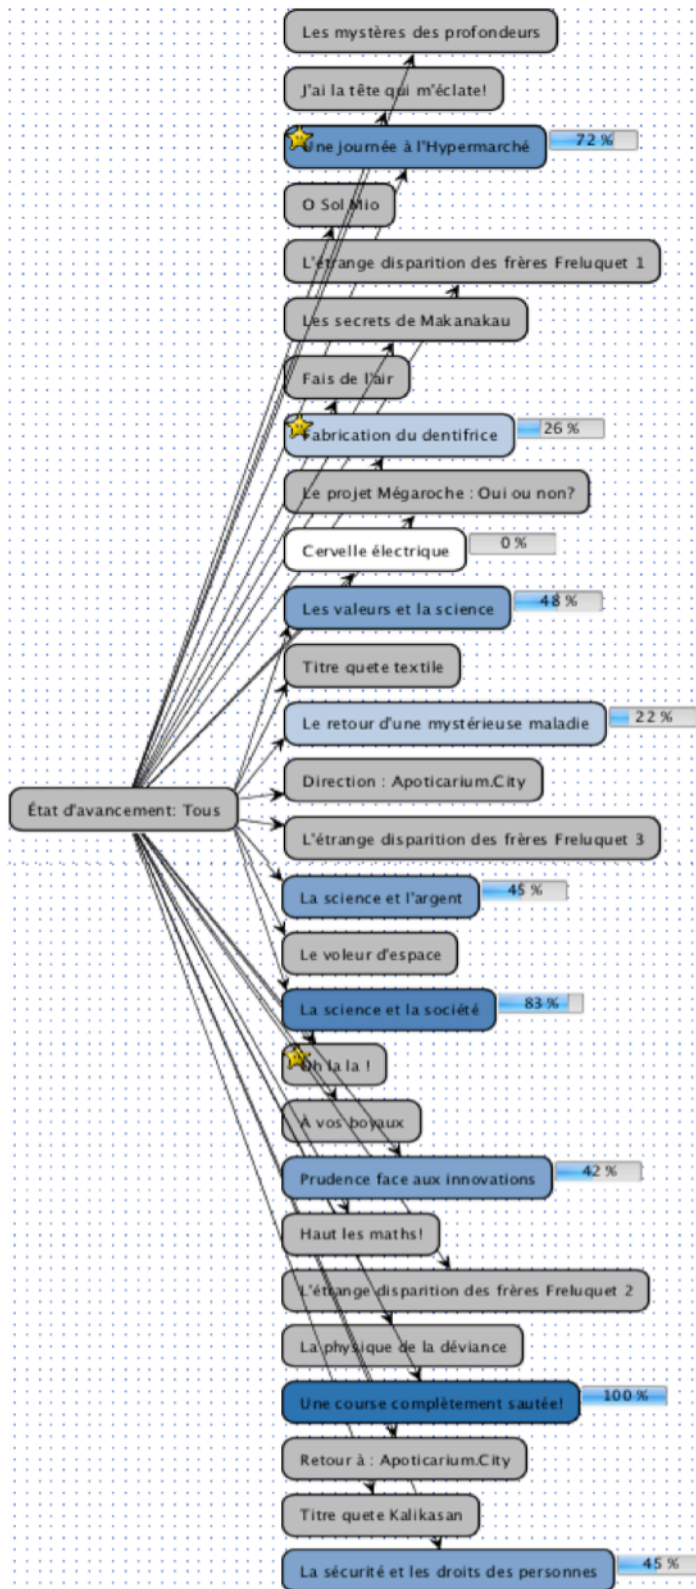 Les mystères des profondeurs
J'ai la tête qui m'éclate!
Une journée à l'Hypermarché 72 %
O Sol Mio
L'étrange disparition des frères Freluquet 1
Les secrets de Makanakau
Fais de l'air
Fabrication du dentifrice 26 %
Le projet Mégaroche : Oui ou non?
Cervelle électrique 0 %
Les valeurs et la science 48 %
Titre quete textile
Le retour d'une mystérieuse maladie 22 %
Direction : Apoticarium.City
État d'avancement: Tous
L'étrange disparition des frères Freluquet 3
La science et l'argent 45 %
Le voleur d'espace
La science et la société 83 %
Oh la la !
À vos boyaux
Prudence face aux innovations 42 %
Haut les maths!
L'étrange disparition des frères Freluquet 2
La physique de la déviance
Une course complètement sautée! 100 %
Retour à : Apoticarium.City
Titre quete Kalikasan
La sécurité et les droits des personnes 45 %